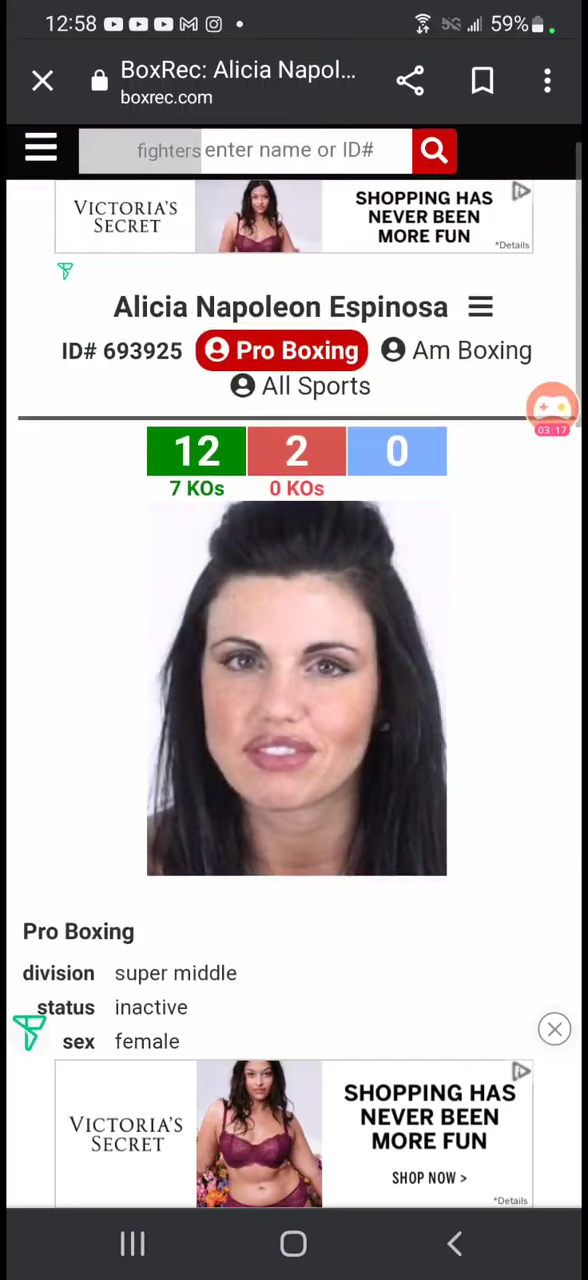 12:58
59%
BoxRec: Alicia Napol...
boxrec.com
fighters enter name or ID#
VICTORIA'S
SECRET
SHOPPING HAS
NEVER BEEN
MORE FUN
*Details
Alicia Napoleon Espinosa
ID# 693925 Pro Boxing Am Boxing
All Sports
03:17
12 2 0
7 KOs 0 KOs
Pro Boxing
division super middle
status inactive
sex female
VICTORIA'S
SECRET
SHOPPING HAS
NEVER BEEN
MORE FUN
SHOP NOW >
*Details